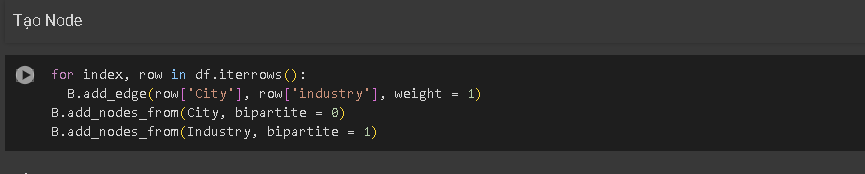 Tạo Node
for index, row in df.iterrows():
  B.add_edge(row['City'], row['industry'], weight = 1)
B.add_nodes_from(City, bipartite = 0)
B.add_nodes_from(Industry, bipartite = 1)